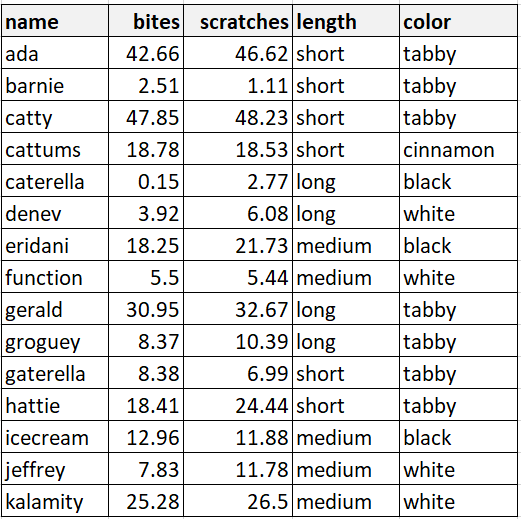 name bites scratches length color
ada 42.66 46.62 short tabby
barnie 2.51 1.11 short tabby
catty 47.85 48.23 short tabby
cattums 18.78 18.53 short cinnamon
caterella 0.15 2.77 long black
denev 3.92 6.08 long white
eridani 18.25 21.73 medium black
function 5.5 5.44 medium white
gerald 30.95 32.67 long tabby
groguey 8.37 10.39 long tabby
gaterella 8.38 6.99 short tabby
hattie 18.41 24.44 short tabby
icecream 12.96 11.88 medium black
jeffrey 7.83 11.78 medium white
kalamity 25.28 26.5 medium white